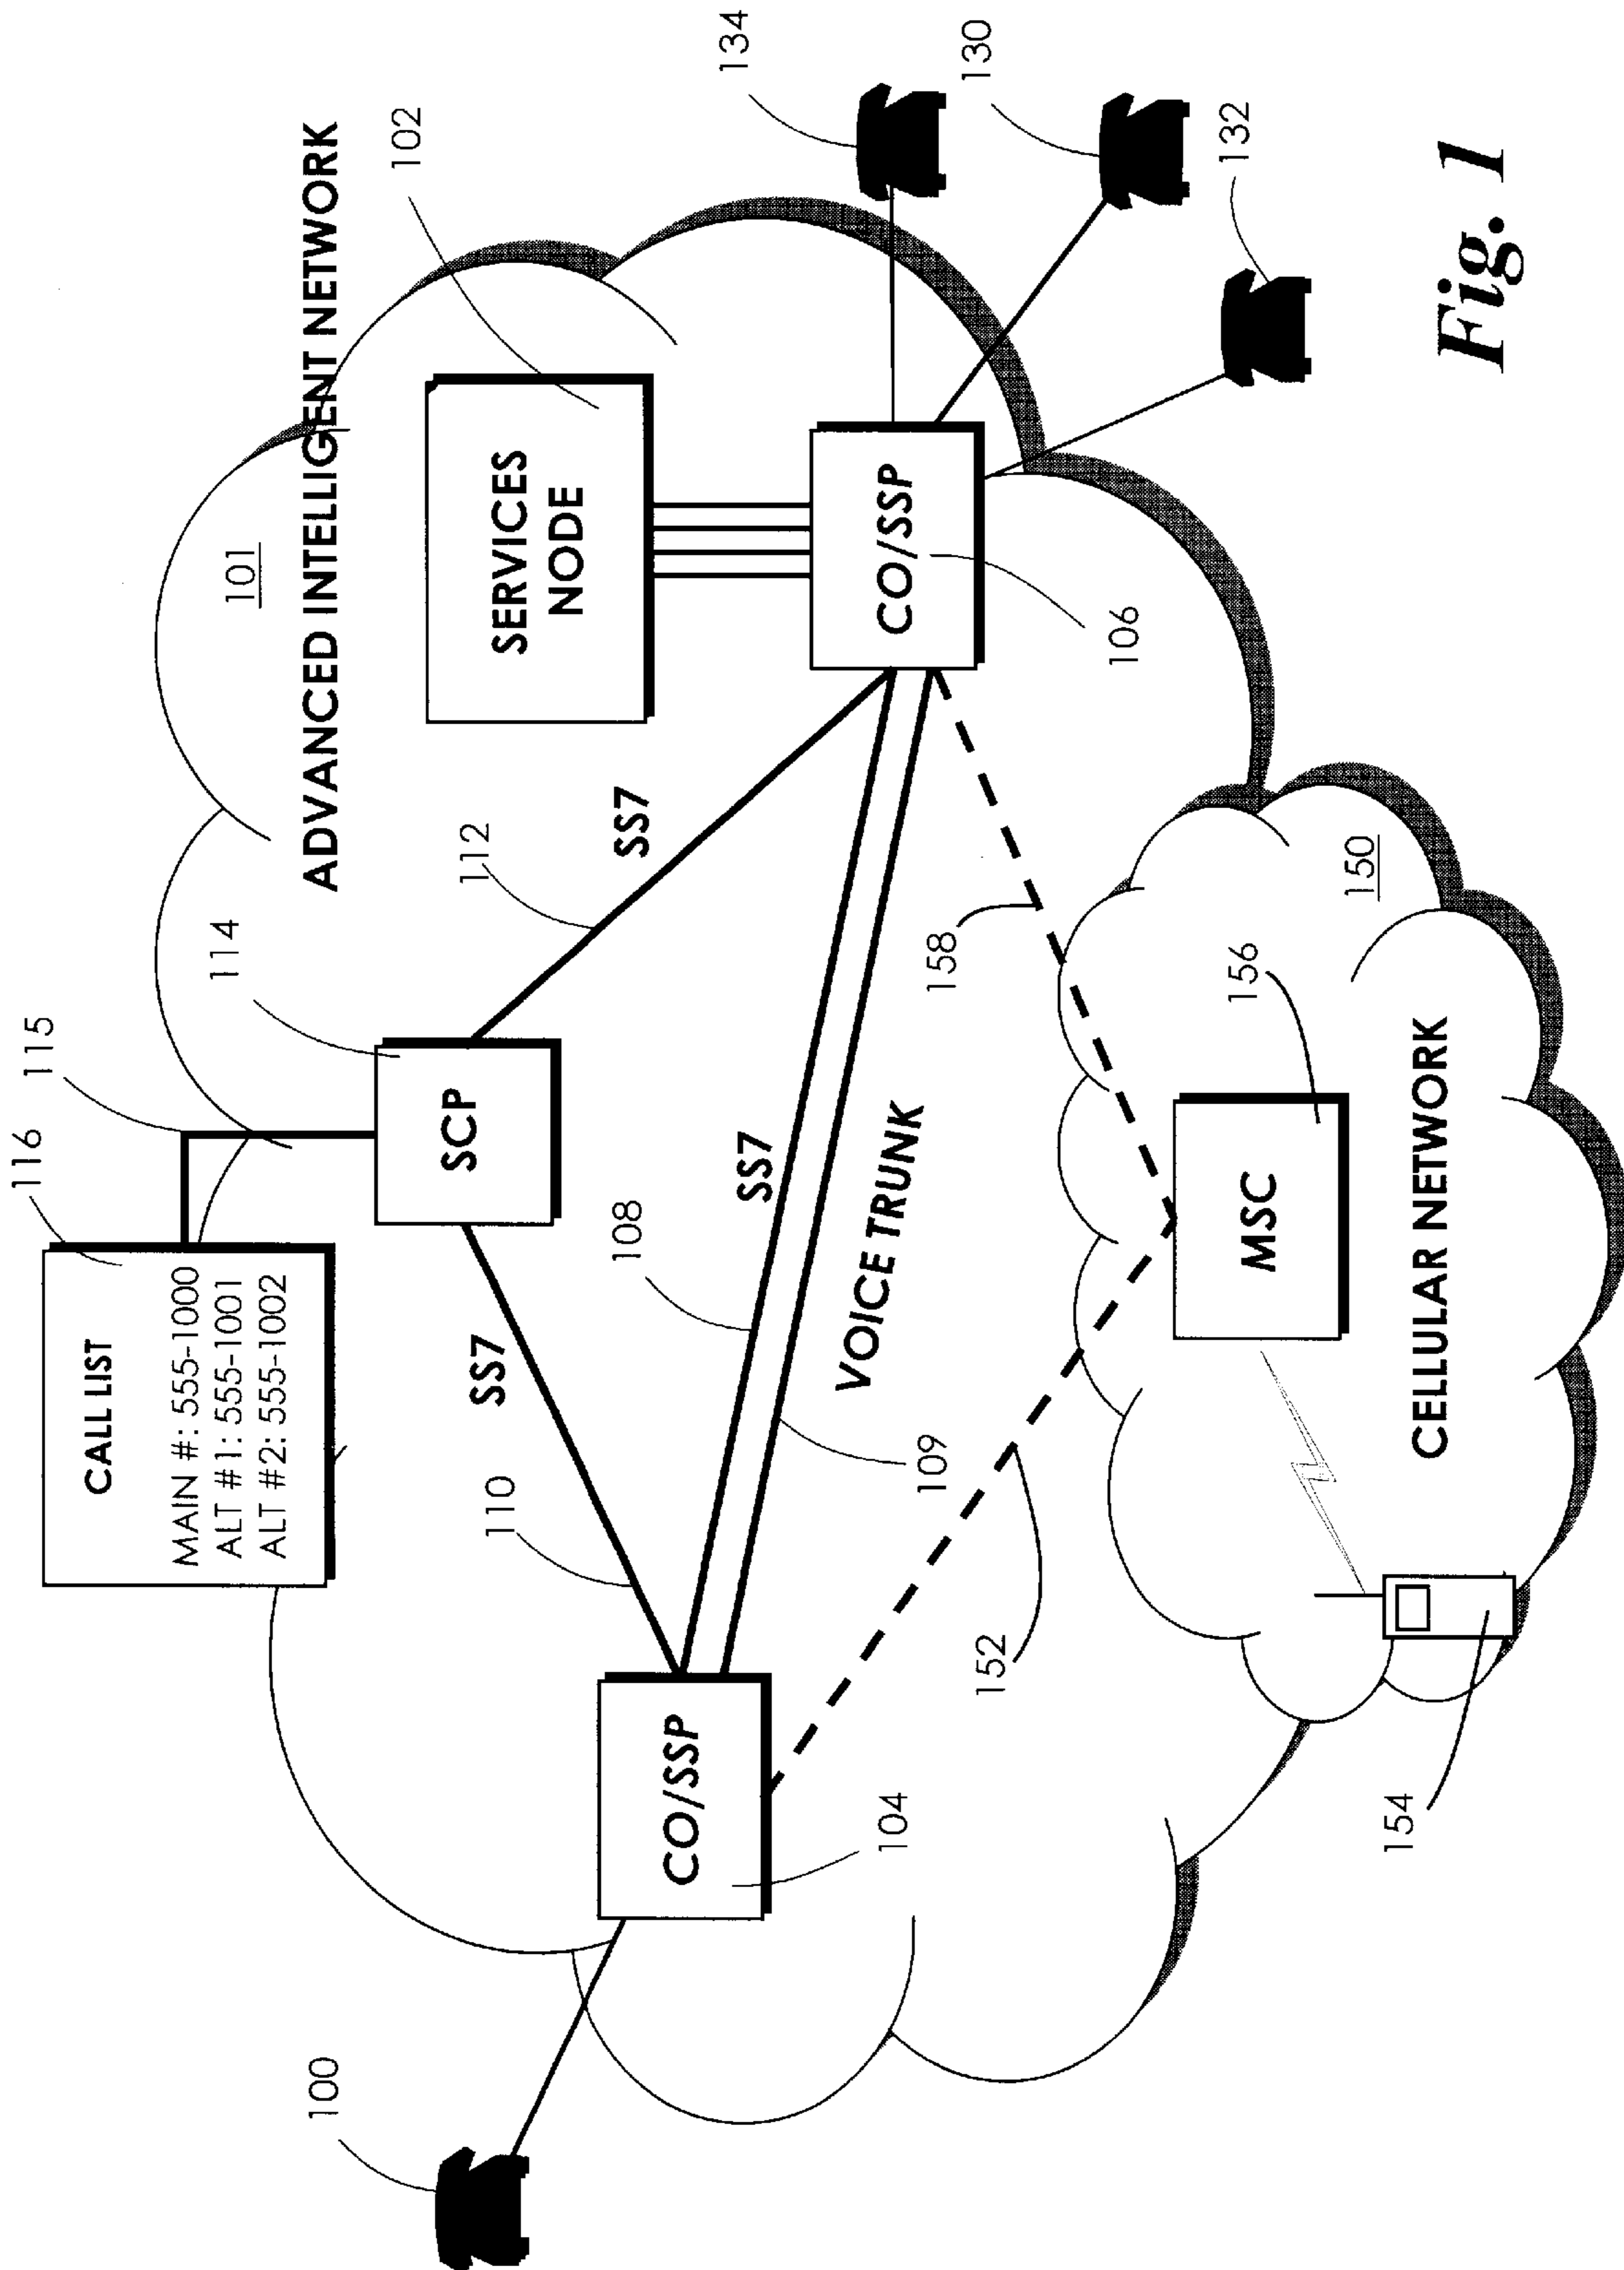 116
115
CALL LIST
MAIN #: 555-1000
ALT #1: 555-1001
ALT #2: 555-1002
114
101
ADVANCED INTELLIGENT NETWORK
102
100
SCP
SERVICES
NODE
134
110
SS7
112
SS7
108
SS7
130
CO/SSP
104
109
VOICE TRUNK
CO/SSP
106
132
152
158
MSC
156
150
154
CELLULAR NETWORK
Fig. 1